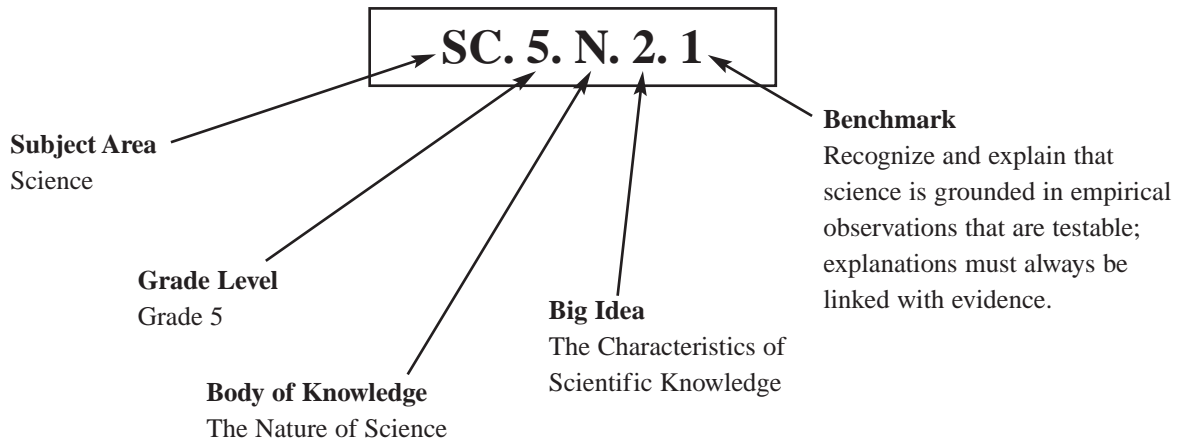 SC. 5. N. 2. 1
Subject Area
Science
Grade Level
Grade 5
Body of Knowledge
The Nature of Science
Big Idea
The Characteristics of
Scientific Knowledge
Benchmark
Recognize and explain that
science is grounded in empirical
observations that are testable;
explanations must always be
linked with evidence.